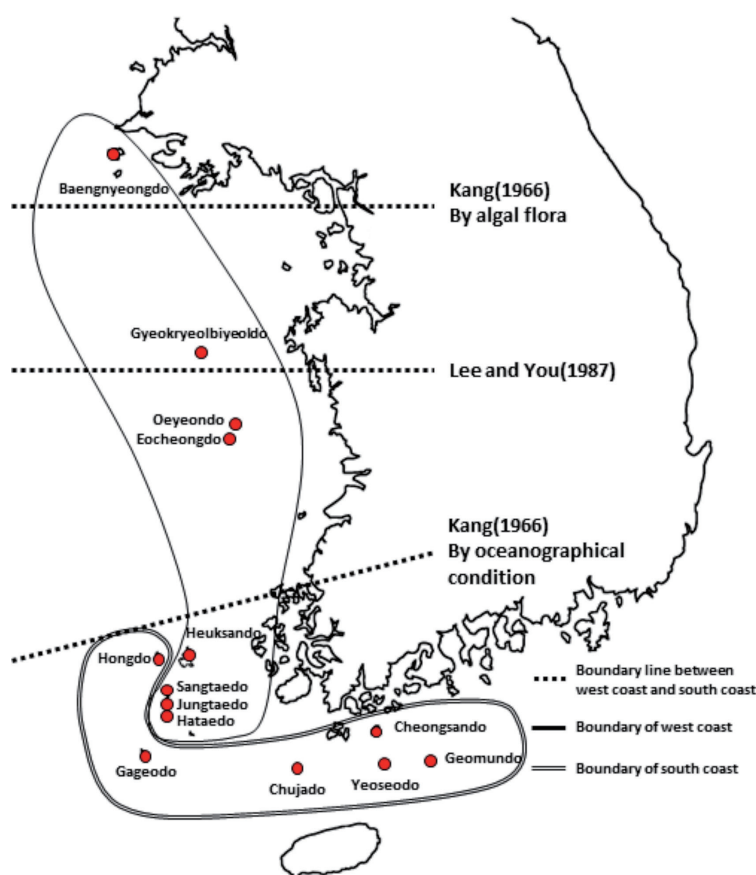 Baengnyeongdo
Kang(1966)
By algal flora
Gyeokryeolbiyeoldo
Lee and You(1987)
Oeyeondo
Eocheongdo
Kang(1966)
By oceanographical
condition
Heuksando
Hongdo
Sangtaedo
Jungtaedo
Hataedo
Gageodo
Chujado
Cheongsando
Yeoseodo
Geomundo
Boundary line between
west coast and south coast
Boundary of west coast
Boundary of south coast